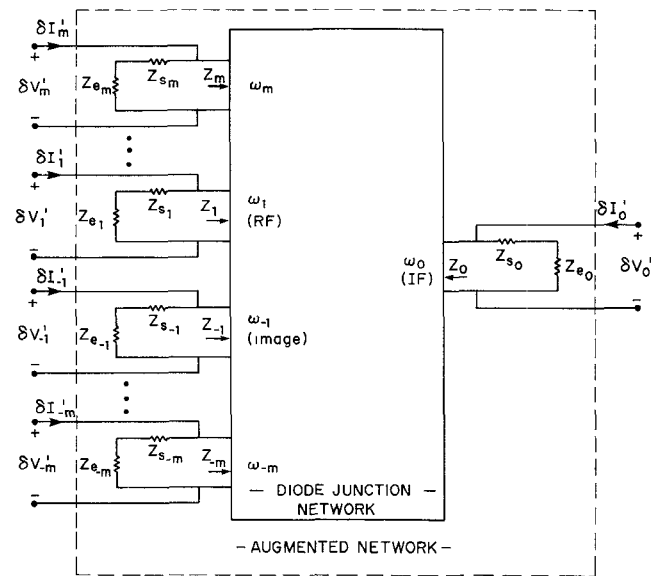 δI'm
+
δV'm
−
Zem
Zsm
Zm
ωm
δI'1
+
δV'1
−
Ze1
Zs1
Z1
ω1
(RF)
δI'-1
+
δV'-1
−
Ze-1
Zs-1
Z-1
ω-1
(image)
δI'-m
+
δV'-m
−
Ze-m
Zs-m
Z-m
ω-m
ω0
(IF)
Z0
Zs0
Ze0
δI'0
+
δV0'
−
— DIODE JUNCTION —
NETWORK
– AUGMENTED NETWORK –